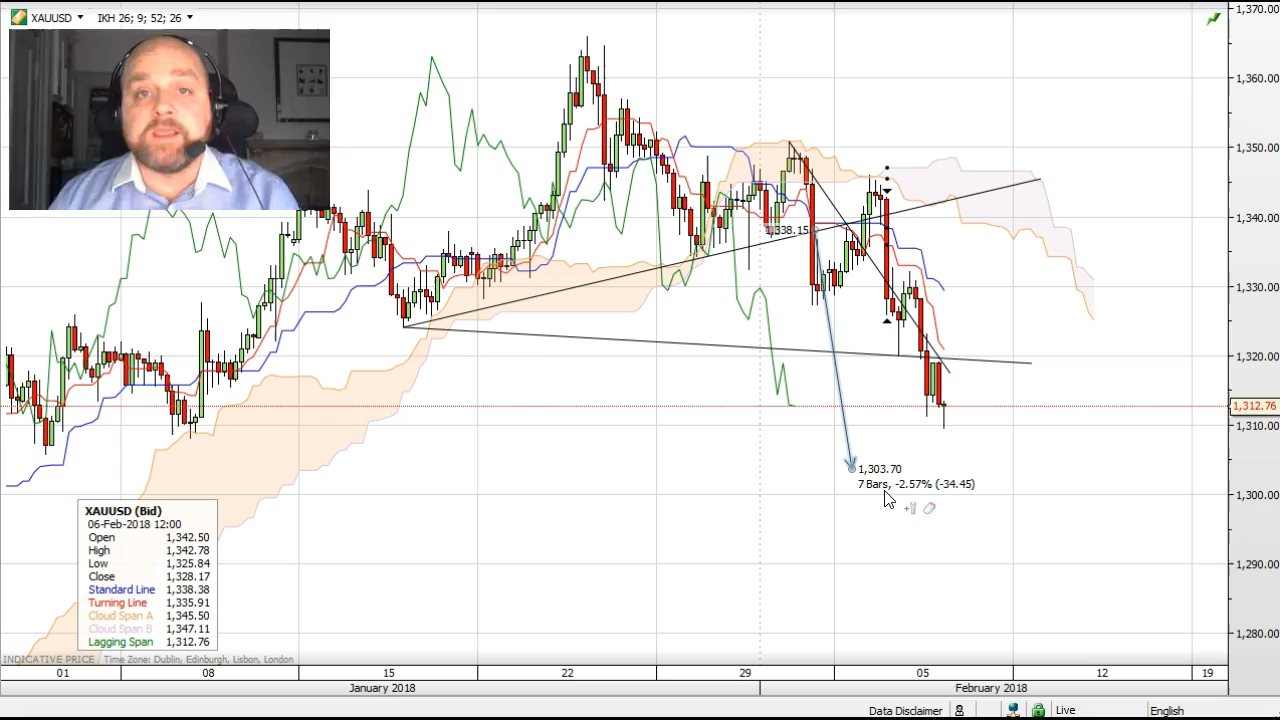 XAUUSD IKH 26; 9; 52; 26
1,370.00
1,360.00
1,350.00
1,340.00
1,338.15
1,330.00
1,320.00
1,312.76
1,310.00
1,303.70
7 Bars, -2.57% (-34.45)
1,300.00
1,290.00
1,280.00
XAUUSD (Bid)
06-Feb-2018 12:00
Open 1,342.50
High 1,342.78
Low 1,325.84
Close 1,328.17
Standard Line 1,338.38
Turning Line 1,335.91
Cloud Span A 1,345.50
Cloud Span B 1,347.11
Lagging Span 1,312.76
INDICATIVE PRICE Time Zone: Dublin, Edinburgh, Lisbon, London
01 08 15 22 29 05 12 19
January 2018 February 2018
Data Disclaimer Live English